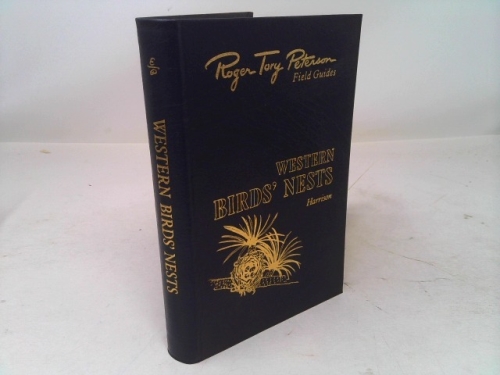 Roger Tory Peterson
Field Guides
WESTERN
BIRDS' NESTS
Harrison
WESTERN BIRDS' NESTS